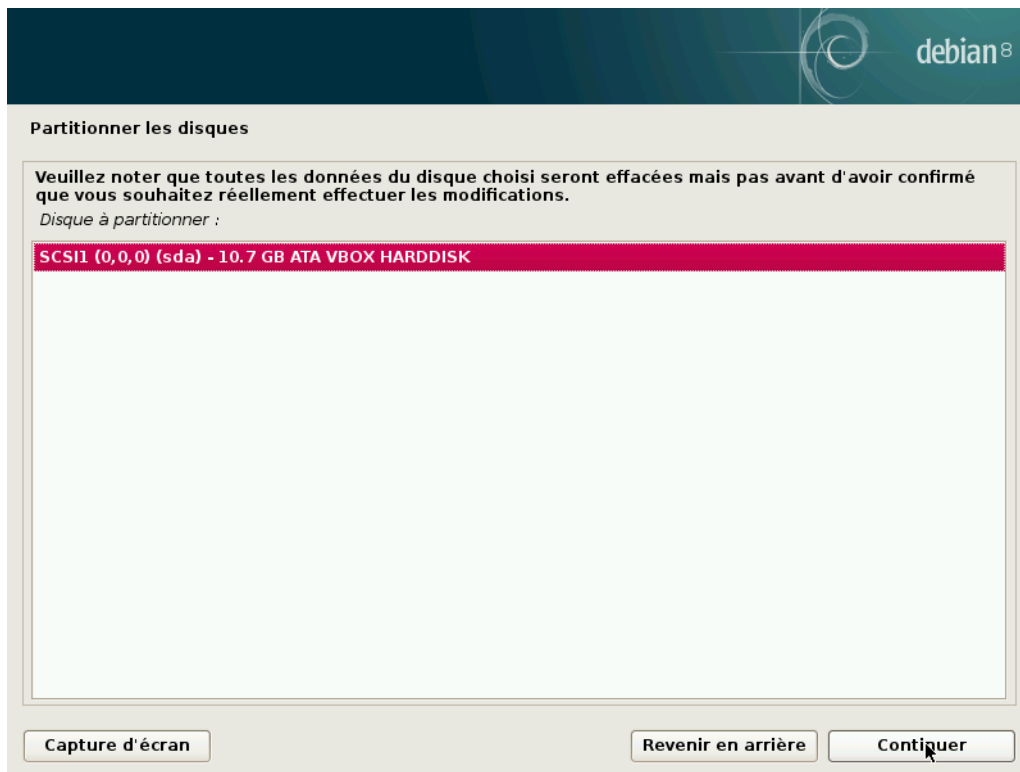 debian 8
Partitionner les disques
Veuillez noter que toutes les données du disque choisi seront effacées mais pas avant d'avoir confirmé
que vous souhaitez réellement effectuer les modifications.
Disque à partitionner :
SCSI1 (0,0,0) (sda) - 10.7 GB ATA VBOX HARDDISK
Capture d'écran
Revenir en arrière
Continuer